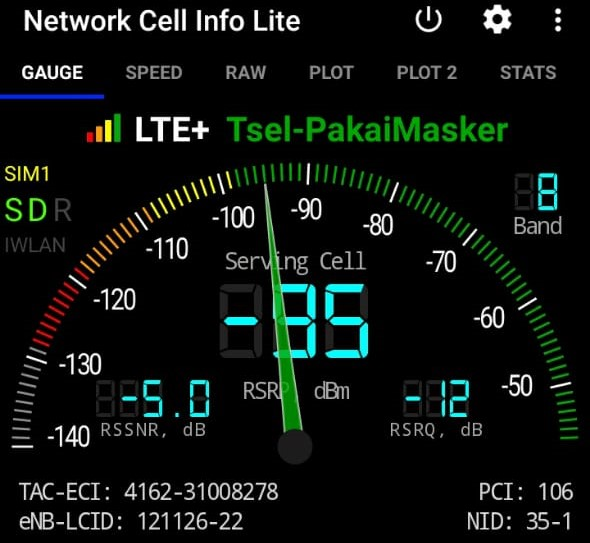 Network Cell Info Lite
GAUGE SPEED RAW PLOT PLOT 2 STATS
LTE+ Tsel-PakaiMasker
SIM1
SDR
IWLAN
8
Band
-140 -130 -120 -110 -100 -90 -80 -70 -60 -50
Serving Cell
-95
RSRP dBm
-5.0
RSSNR, dB
-12
RSRQ, dB
TAC-ECI: 4162-31008278
PCI: 106
eNB-LCID: 121126-22
NID: 35-1